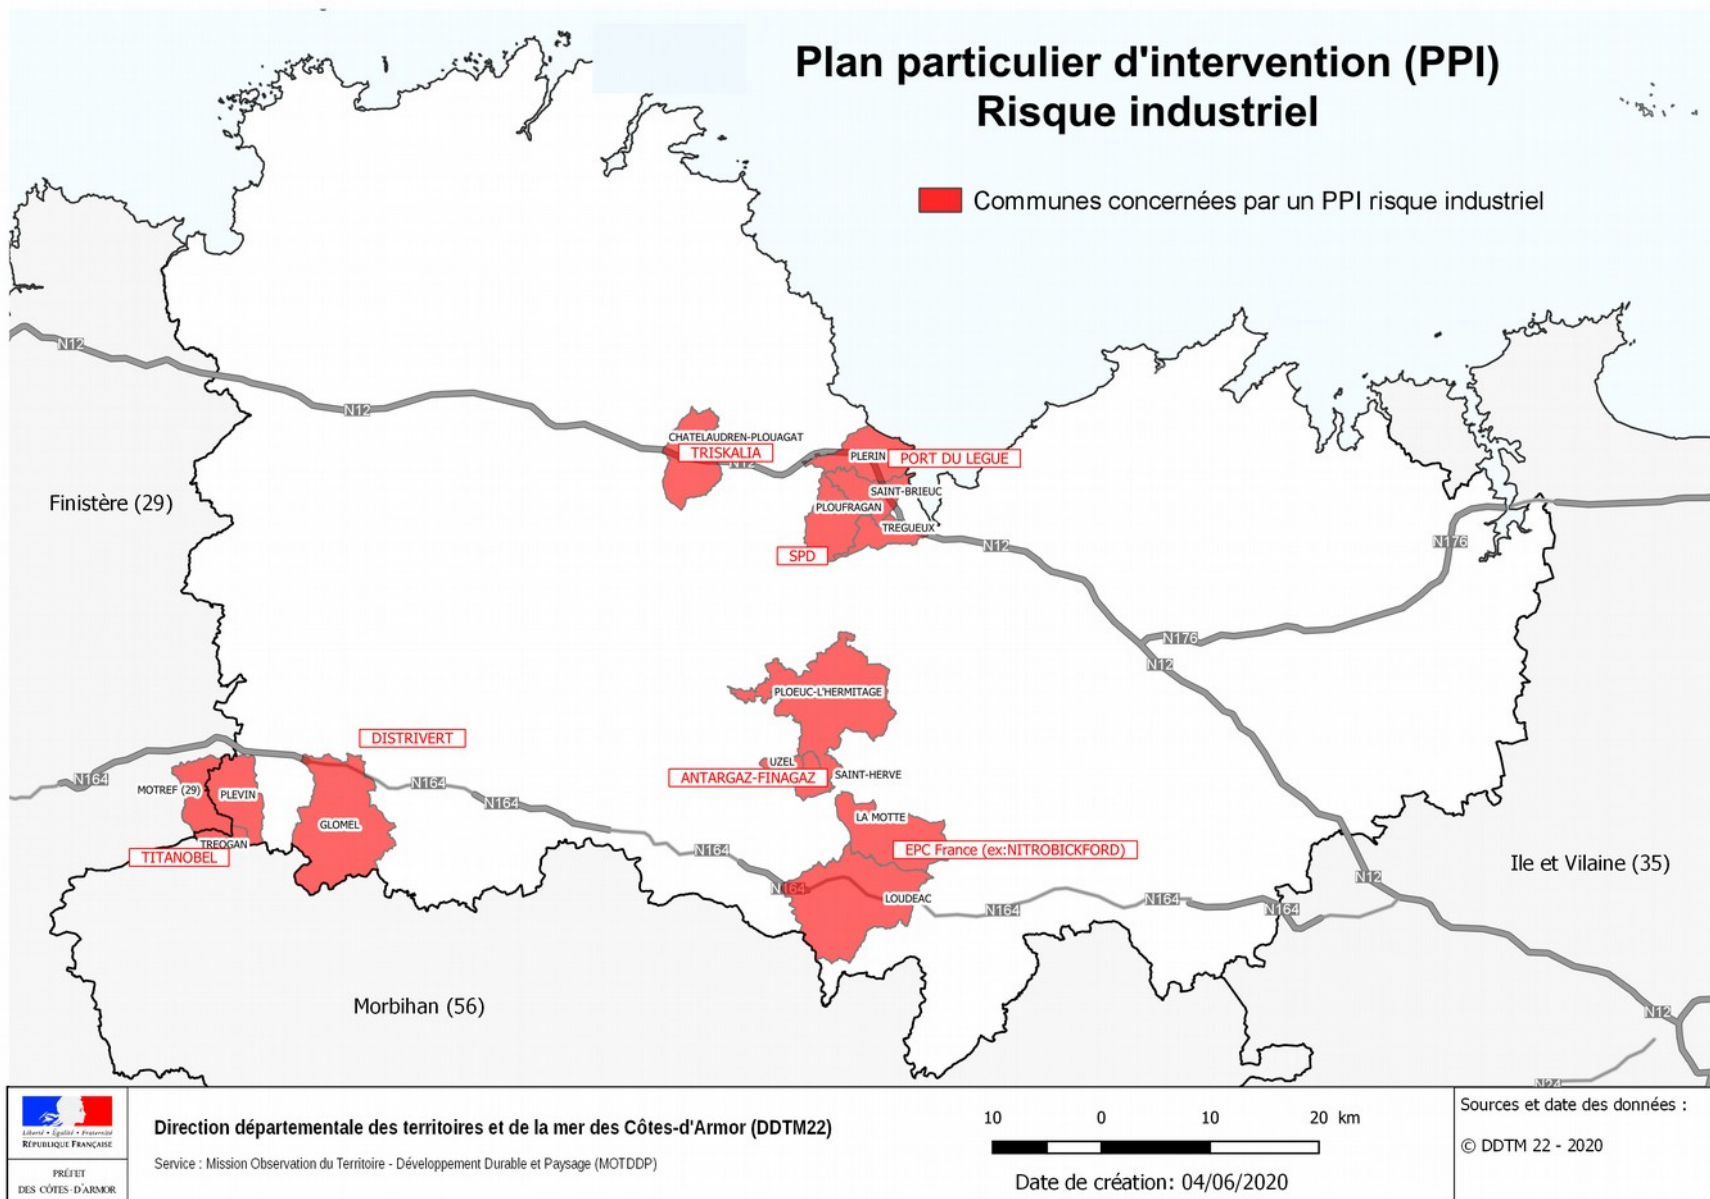 Plan particulier d'intervention (PPI)
Risque industriel
Communes concernées par un PPI risque industriel
N12
N12
CHATELAUDREN-PLOUAGAT
TRISKALIA
N12
PLERIN
PORT DU LEGUE
SAINT-BRIEUC
PLOUFRAGAN
TREGUEUX
SPD
Finistère (29)
N12
N176
N176
N12
PLOEUC-L'HERMITAGE
DISTRIVERT
UZEL
ANTARGAZ-FINAGAZ
SAINT-HERVE
N164
MOTREF (29)
PLEVIN
N164
N164
GLOMEL
LA MOTTE
TREOGAN
TITANOBEL
N164
EPC France (ex:NITROBICKFORD)
Ile et Vilaine (35)
N164
LOUDEAC
N164
N164
N164
N12
Morbihan (56)
N12
N24
Liberté • Égalité • Fraternité
RÉPUBLIQUE FRANÇAISE
PRÉFET
DES CÔTES-D'ARMOR
Direction départementale des territoires et de la mer des Côtes-d'Armor (DDTM22)
Service : Mission Observation du Territoire - Développement Durable et Paysage (MOTDDP)
10 0 10 20 km
Date de création: 04/06/2020
Sources et date des données :
© DDTM 22 - 2020